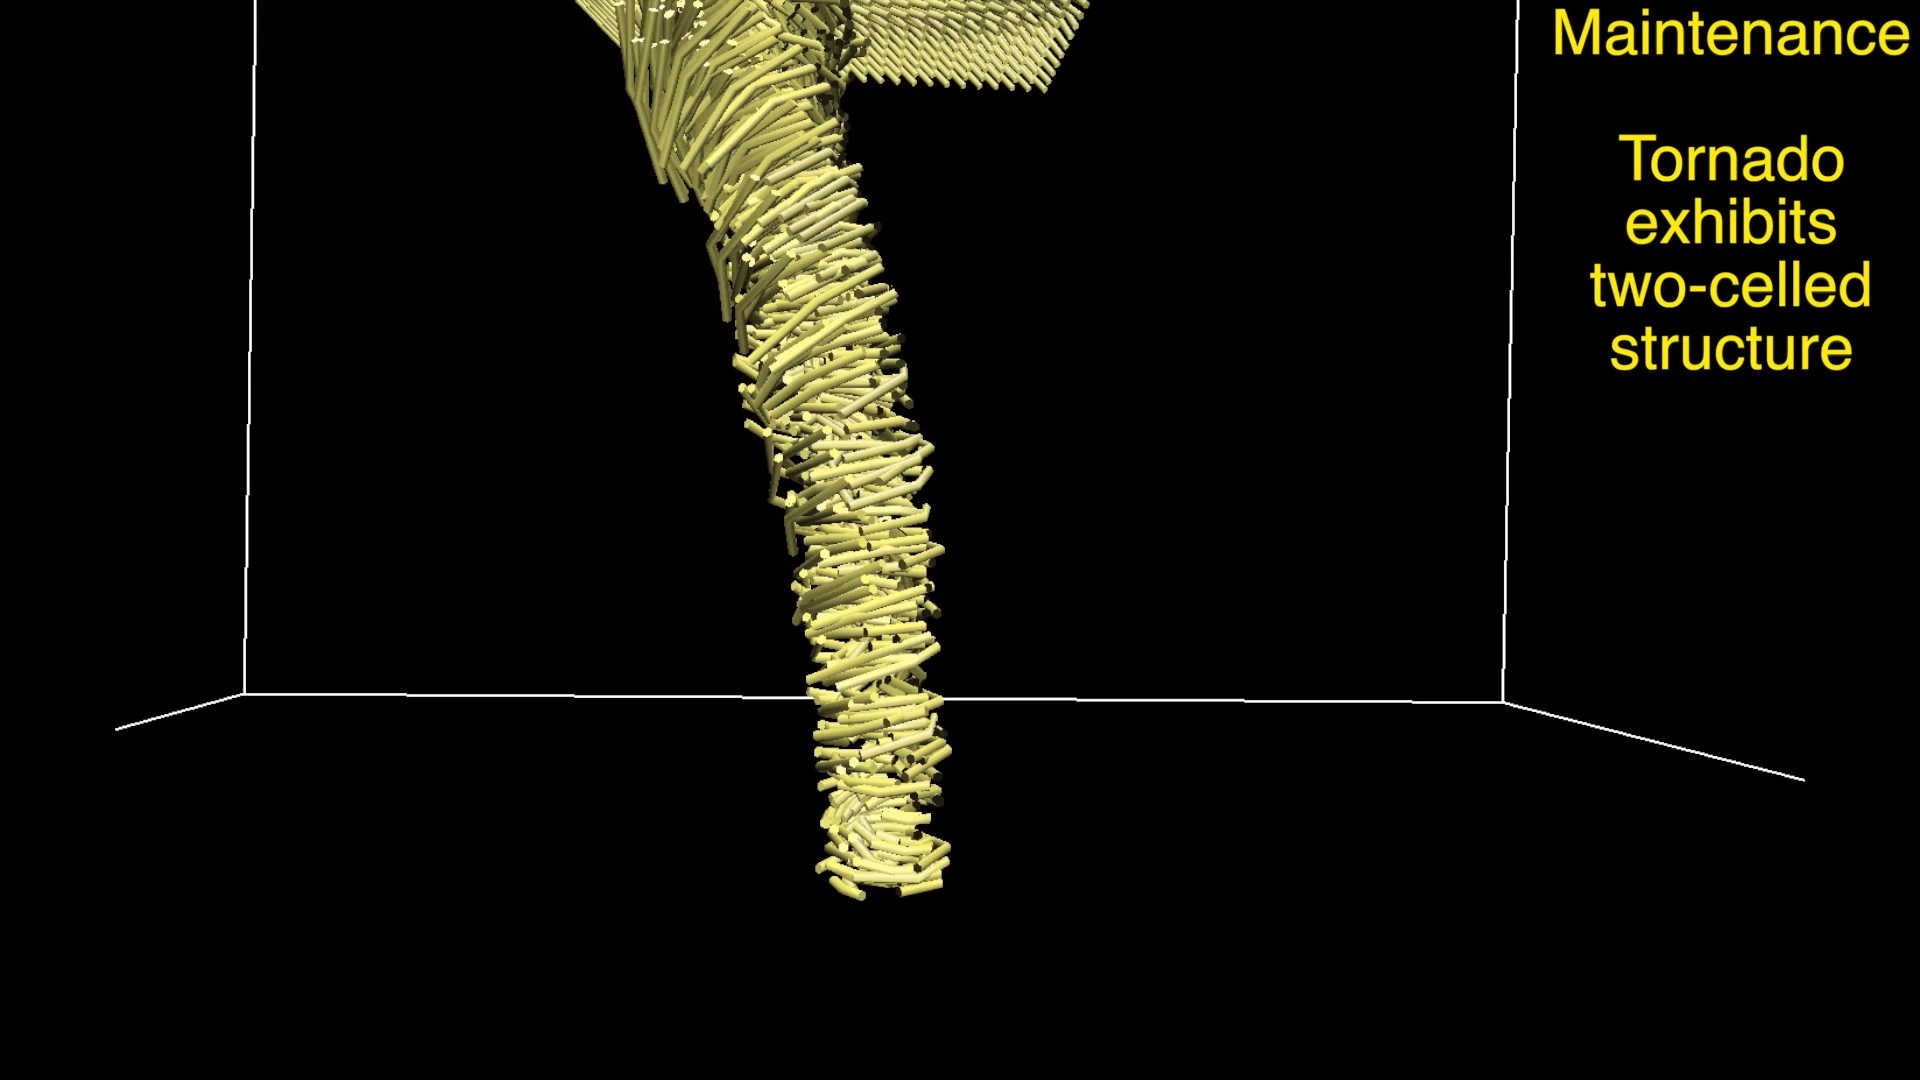 Maintenance
Tornado
exhibits
two-celled
structure